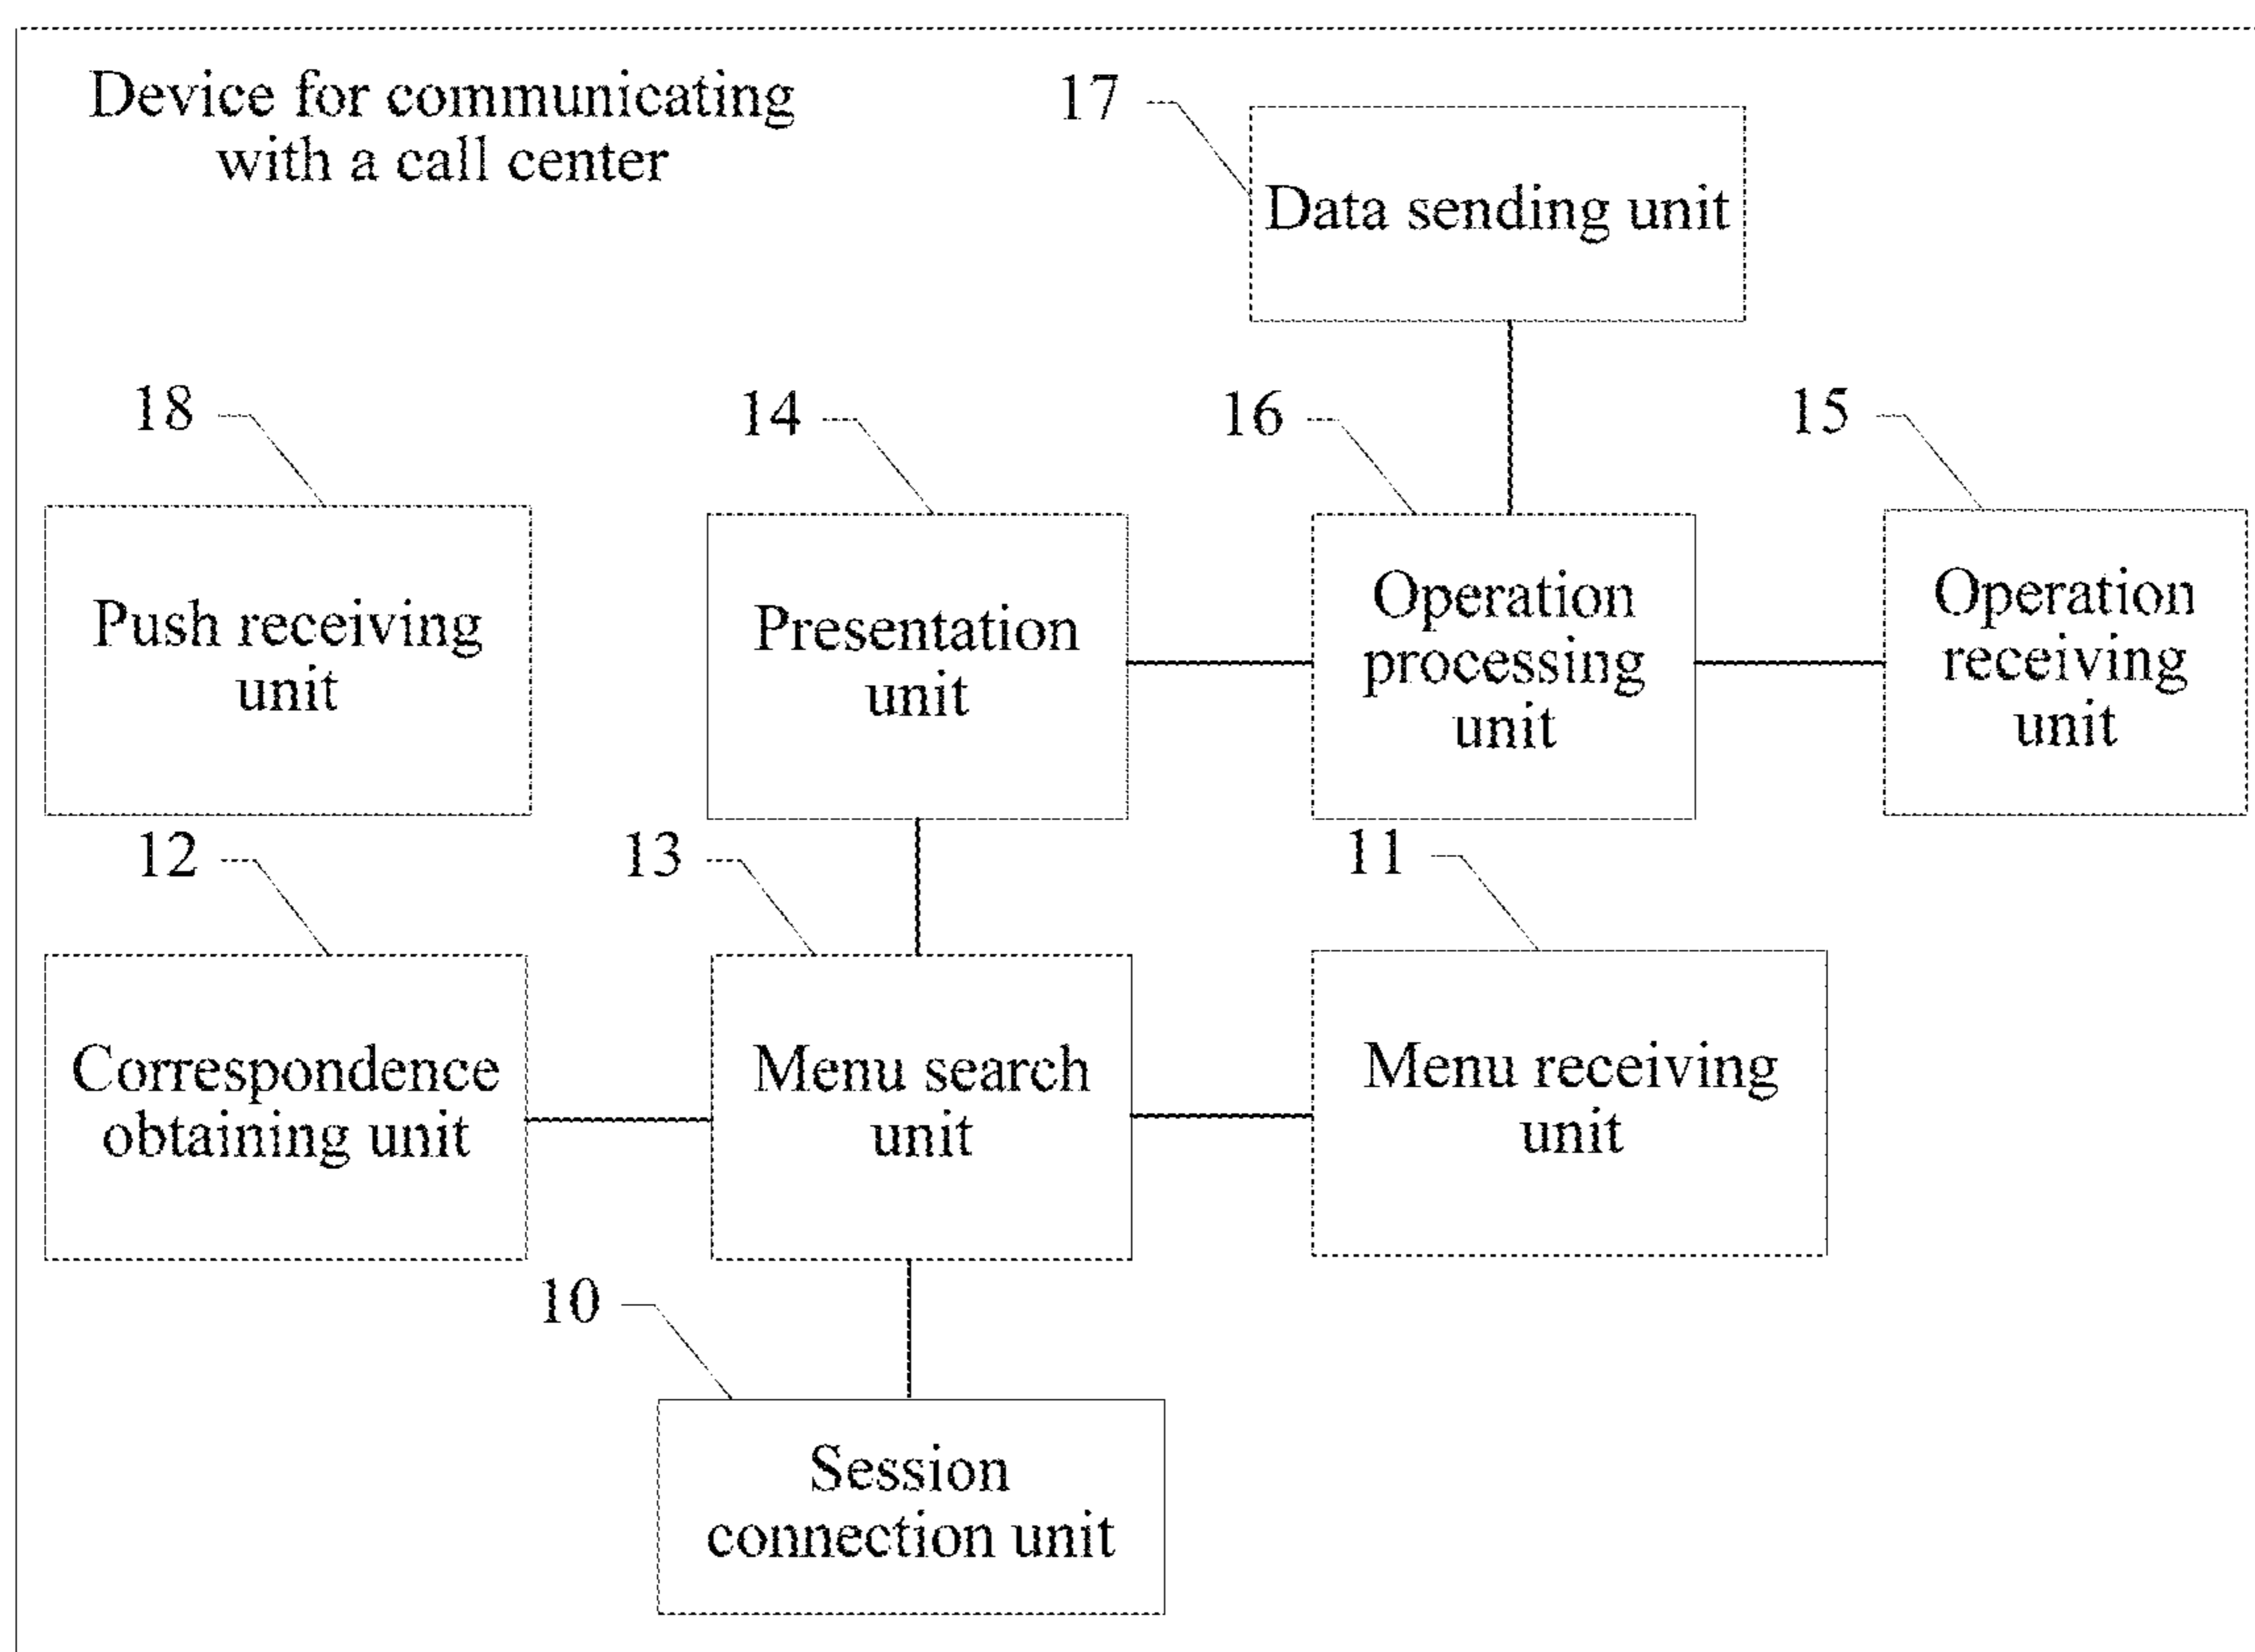 Device for communicating
with a call center
17
Data sending unit
18
14
16
15
Push receiving
unit
Presentation
unit
Operation
processing
unit
Operation
receiving
unit
12
13
11
Correspondence
obtaining unit
Menu search
unit
Menu receiving
unit
10
Session
connection unit